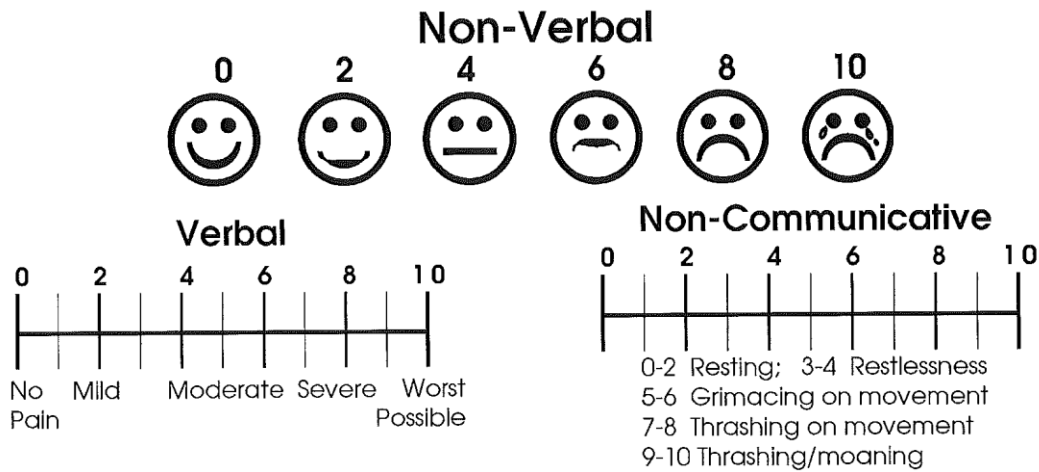 Non-Verbal
0 2 4 6 8 10
Verbal
0 2 4 6 8 10
No Pain Mild Moderate Severe Worst Possible
Non-Communicative
0 2 4 6 8 10
0-2 Resting; 3-4 Restlessness
5-6 Grimacing on movement
7-8 Thrashing on movement
9-10 Thrashing/moaning